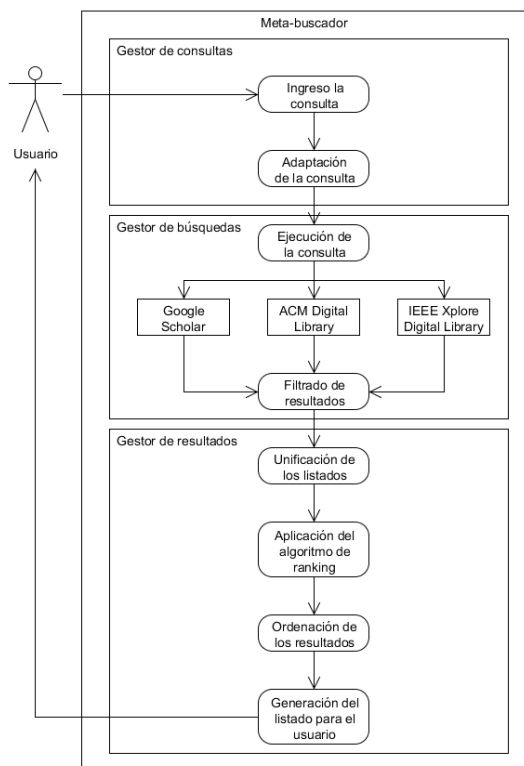 Meta-buscador
Gestor de consultas
Ingreso la
consulta
Usuario
Adaptación
de la consulta
Gestor de búsquedas
Ejecución de
la consulta
Google
Scholar
ACM Digital
Library
IEEE Xplore
Digital Library
Filtrado de
resultados
Gestor de resultados
Unificación de
los listados
Aplicación del
algoritmo de
ranking
Ordenación de
los resultados
Generación del
listado para el
usuario